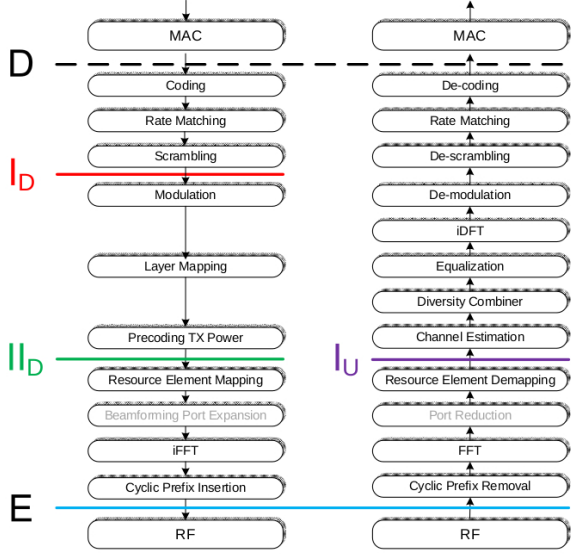 MAC
MAC
D
Coding
De-coding
Rate Matching
Rate Matching
Scrambling
De-scrambling
I_D
Modulation
De-modulation
iDFT
Layer Mapping
Equalization
Diversity Combiner
Precoding TX Power
Channel Estimation
II_D
I_U
Resource Element Mapping
Resource Element Demapping
Beamforming Port Expansion
Port Reduction
iFFT
FFT
Cyclic Prefix Insertion
Cyclic Prefix Removal
E
RF
RF